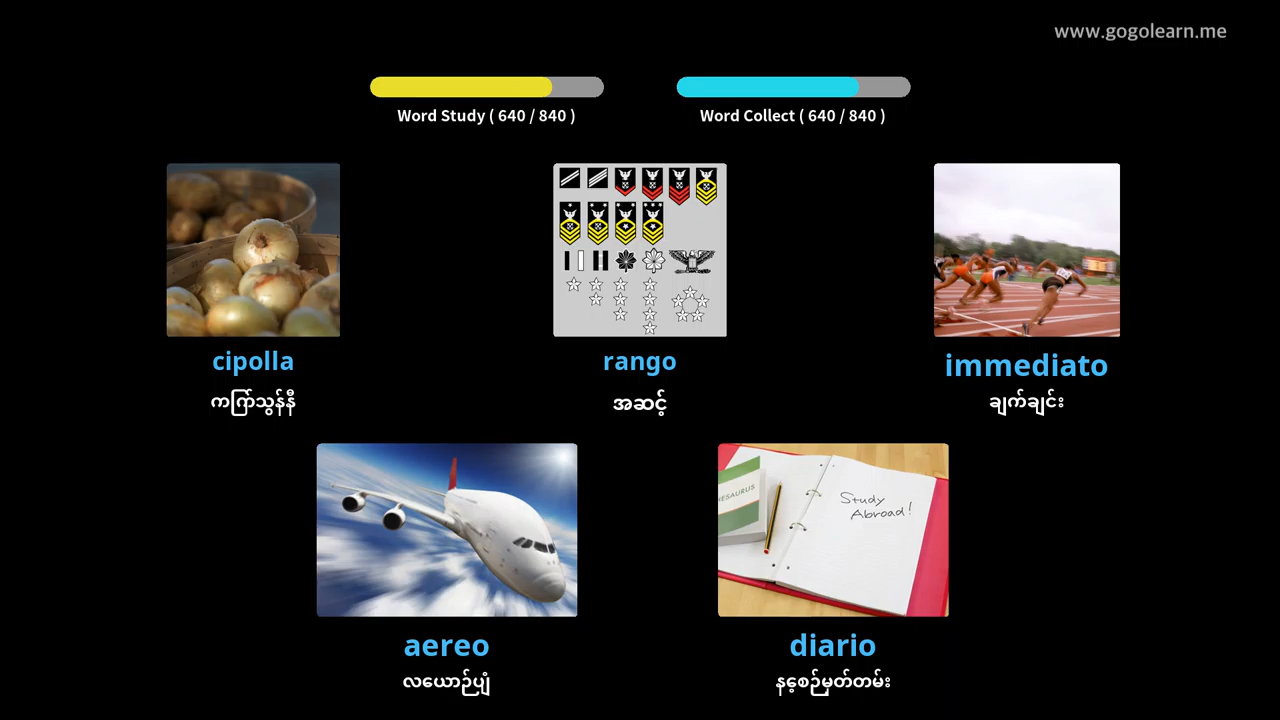 www.gogolearn.me
Word Study ( 640 / 840 )
Word Collect ( 640 / 840 )
cipolla
ကြက်သွန်နီ
rango
အဆင့်
immediato
ချက်ချင်း
THESAURUS
Study
Abroad!
aereo
လေယာဉ်ပျံ
diario
နေ့စဉ်မှတ်တမ်း